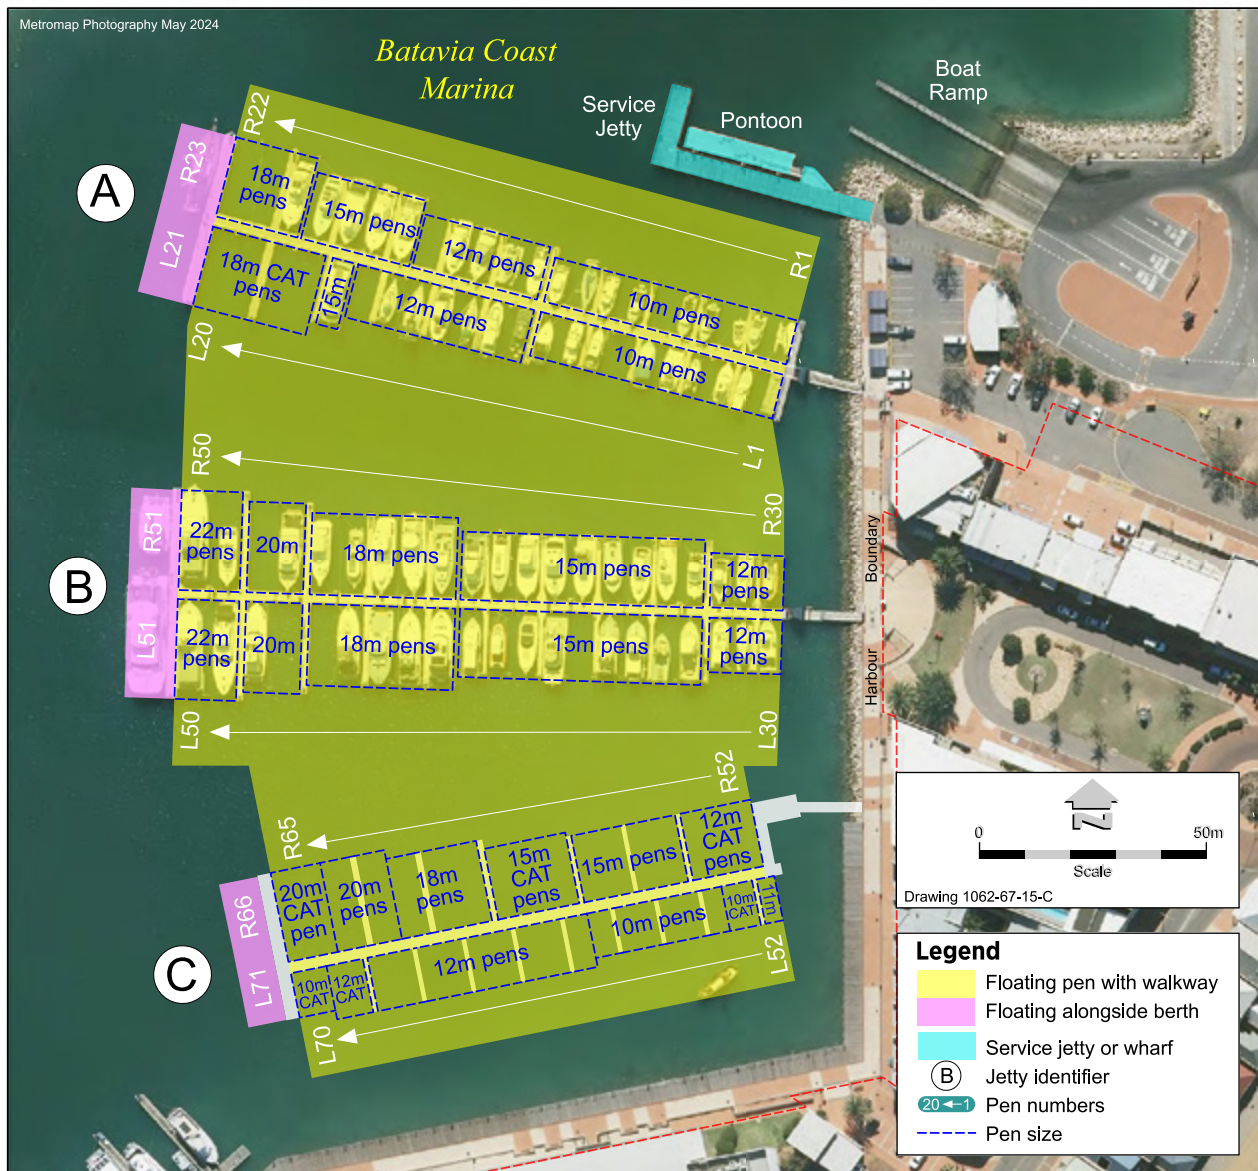 Metromap Photography May 2024
Batavia Coast
Marina
Boat
Ramp
Service
Jetty
Pontoon
A
R22
R23
L21
18m
pens
15m pens
12m pens
10m pens
R1
18m CAT
pens
15m
12m pens
10m pens
L20
L1
R50
R30
B
R51
L51
22m
pens
20m
18m pens
15m pens
12m
pens
22m
pens
20m
18m pens
15m pens
12m
pens
L50
L30
Boundary
Harbour
R52
R65
C
R66
L71
20m
CAT
pen
20m
pens
18m
pens
15m
CAT
pens
15m pens
12m
CAT
pens
10m
CAT
12m
CAT
12m pens
10m pens
10m
CAT
11m
L52
L70
N
0
50m
Scale
Drawing 1062-67-15-C
Legend
Floating pen with walkway
Floating alongside berth
Service jetty or wharf
B
Jetty identifier
20
1
Pen numbers
Pen size